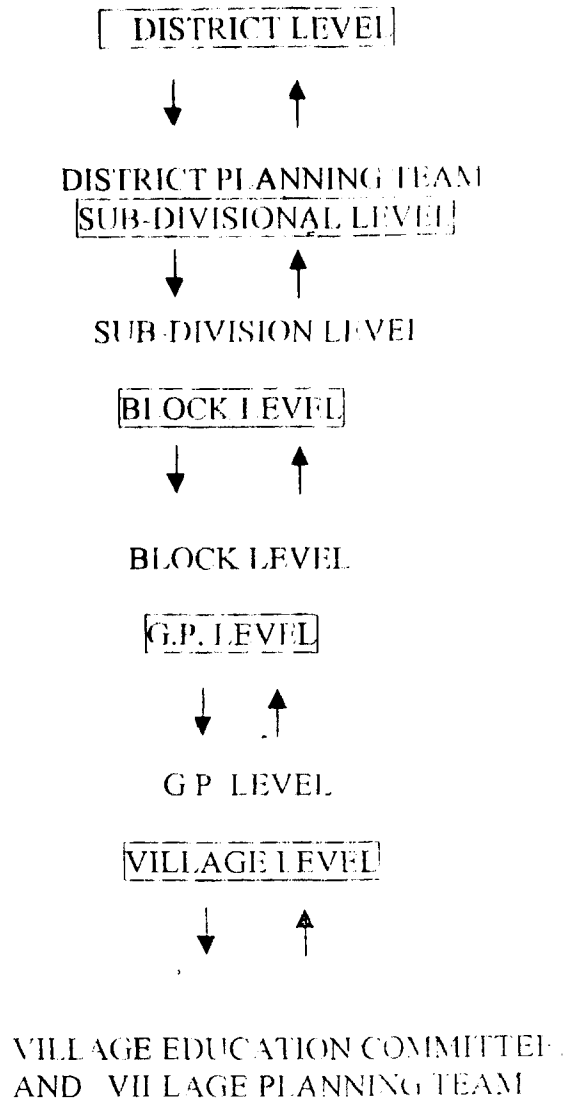 DISTRICT LEVEL
DISTRICT PLANNING TEAM
SUB-DIVISIONAL LEVEL
SUB-DIVISION LEVEL
BLOCK LEVEL
BLOCK LEVEL
G.P. LEVEL
G P LEVEL
VILLAGE LEVEL
VILLAGE EDUCATION COMMITTEE
AND VILLAGE PLANNING TEAM